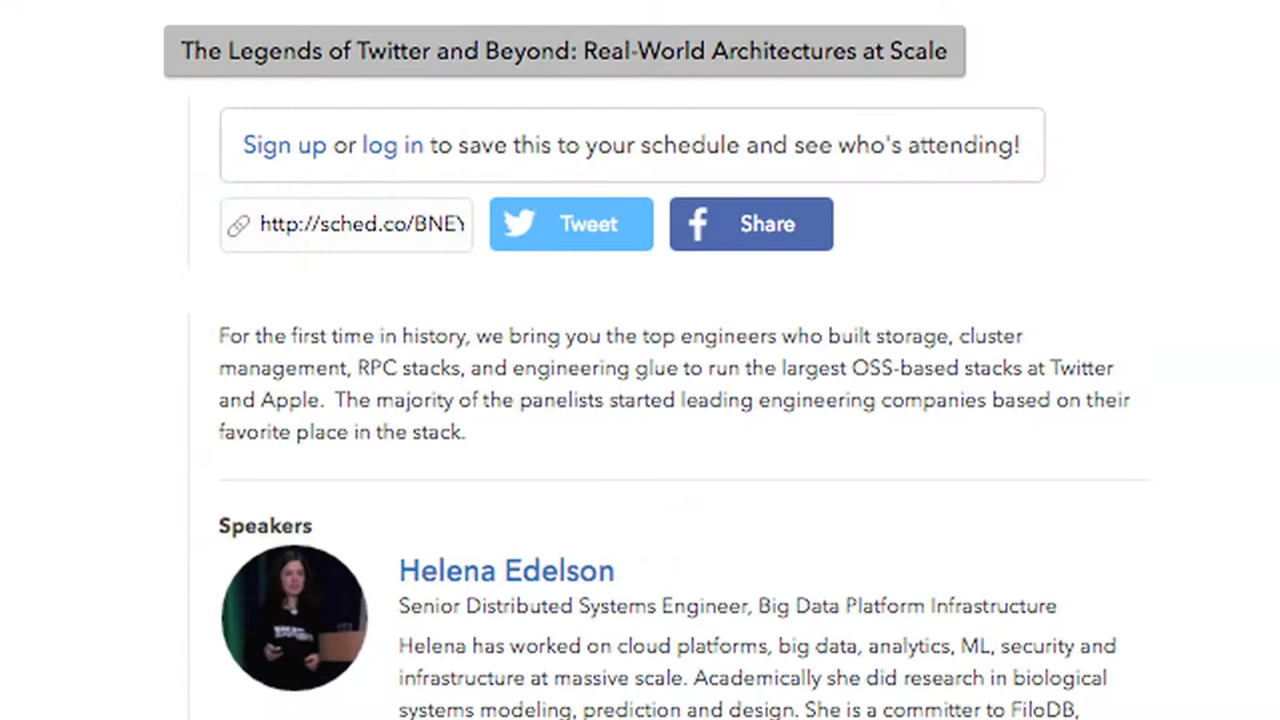 The Legends of Twitter and Beyond: Real-World Architectures at Scale
Sign up or log in to save this to your schedule and see who's attending!
http://sched.co/BNEY
Tweet
Share
For the first time in history, we bring you the top engineers who built storage, cluster
management, RPC stacks, and engineering glue to run the largest OSS-based stacks at Twitter
and Apple. The majority of the panelists started leading engineering companies based on their
favorite place in the stack.
Speakers
Helena Edelson
Senior Distributed Systems Engineer, Big Data Platform Infrastructure
Helena has worked on cloud platforms, big data, analytics, ML, security and
infrastructure at massive scale. Academically she did research in biological
systems modeling, prediction and design. She is a committer to FiloDB,